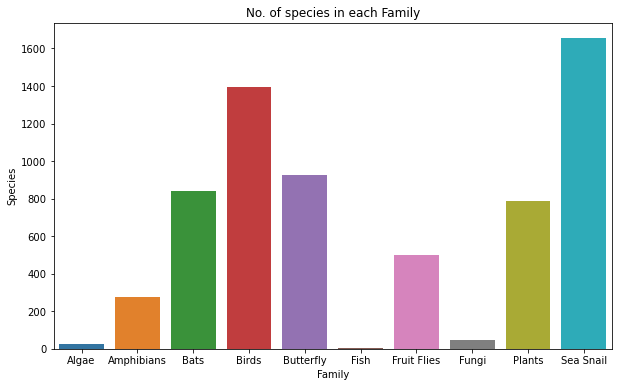 No. of species in each Family
Species
1600
1400
1200
1000
800
600
400
200
0
Algae Amphibians Bats Birds Butterfly Fish Fruit Flies Fungi Plants Sea Snail
Family